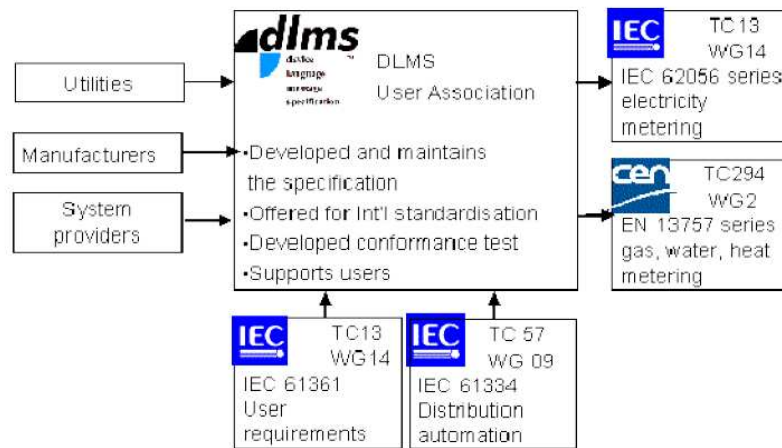 Utilities
Manufacturers
System
providers
dlms
device
language
message
specification
TM
DLMS
User Association
•Developed and maintains
the specification
•Offered for Int'l standardisation
•Developed conformance test
•Supports users
IEC
TC13
WG14
IEC 62056 series
electricity
metering
cen
TC294
WG2
EN 13757 series
gas, water, heat
metering
IEC
TC13
WG14
IEC 61361
User
requirements
IEC
TC 57
WG 09
IEC 61334
Distribution
automation